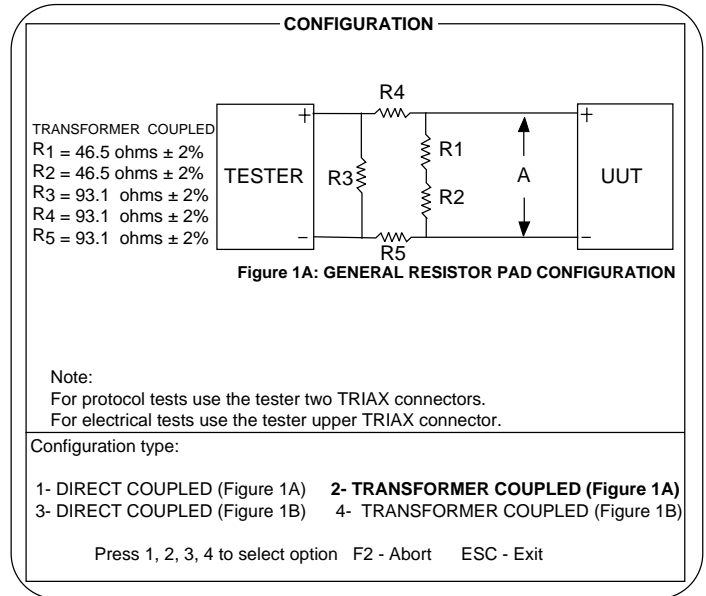 CONFIGURATION
TRANSFORMER COUPLED
R1 = 46.5 ohms ± 2%
R2 = 46.5 ohms ± 2%
R3 = 93.1 ohms ± 2%
R4 = 93.1 ohms ± 2%
R5 = 93.1 ohms ± 2%
TESTER
+
−
R4
R3
R1
R2
R5
A
+
−
UUT
Figure 1A: GENERAL RESISTOR PAD CONFIGURATION
Note:
For protocol tests use the tester two TRIAX connectors.
For electrical tests use the tester upper TRIAX connector.
Configuration type:
1- DIRECT COUPLED (Figure 1A) 2- TRANSFORMER COUPLED (Figure 1A)
3- DIRECT COUPLED (Figure 1B) 4- TRANSFORMER COUPLED (Figure 1B)
Press 1, 2, 3, 4 to select option F2 - Abort ESC - Exit